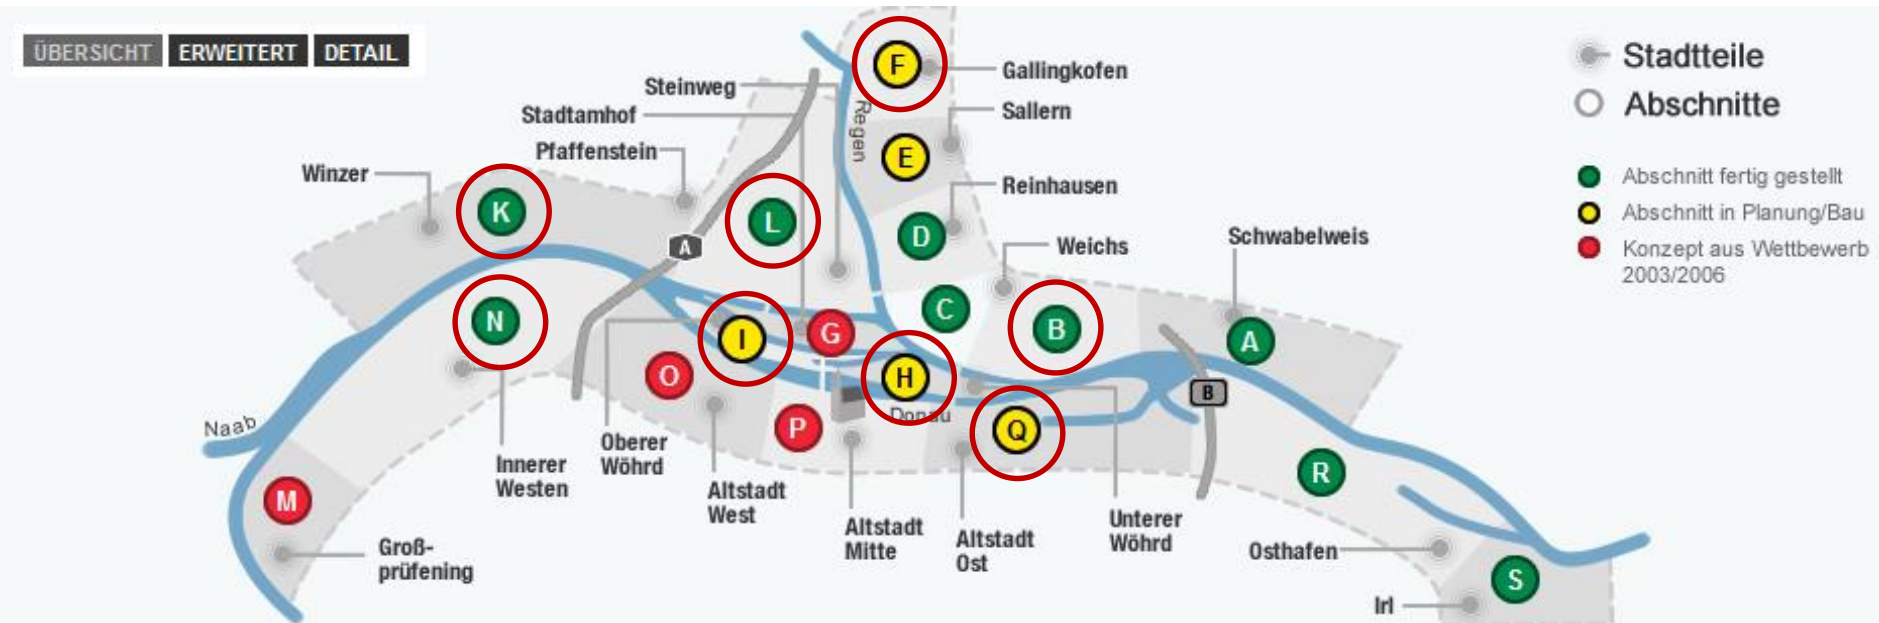 ÜBERSICHT ERWEITERT DETAIL
Stadtteile
Abschnitte
Abschnitt fertig gestellt
Abschnitt in Planung/Bau
Konzept aus Wettbewerb
2003/2006
F
Gallingkofen
Steinweg
Sallern
Stadtamhof
Regen
Pfaffenstein
E
Winzer
Reinhausen
K
L
D
Schwabelweis
A
Weichs
N
I
G
C
B
A
O
H
B
Donau
P
Q
Naab
Oberer
Wöhrd
Innerer
Westen
R
M
Altstadt
West
Altstadt
Mitte
Altstadt
Ost
Unterer
Wöhrd
Groß-
prüfening
Osthafen
S
Irl